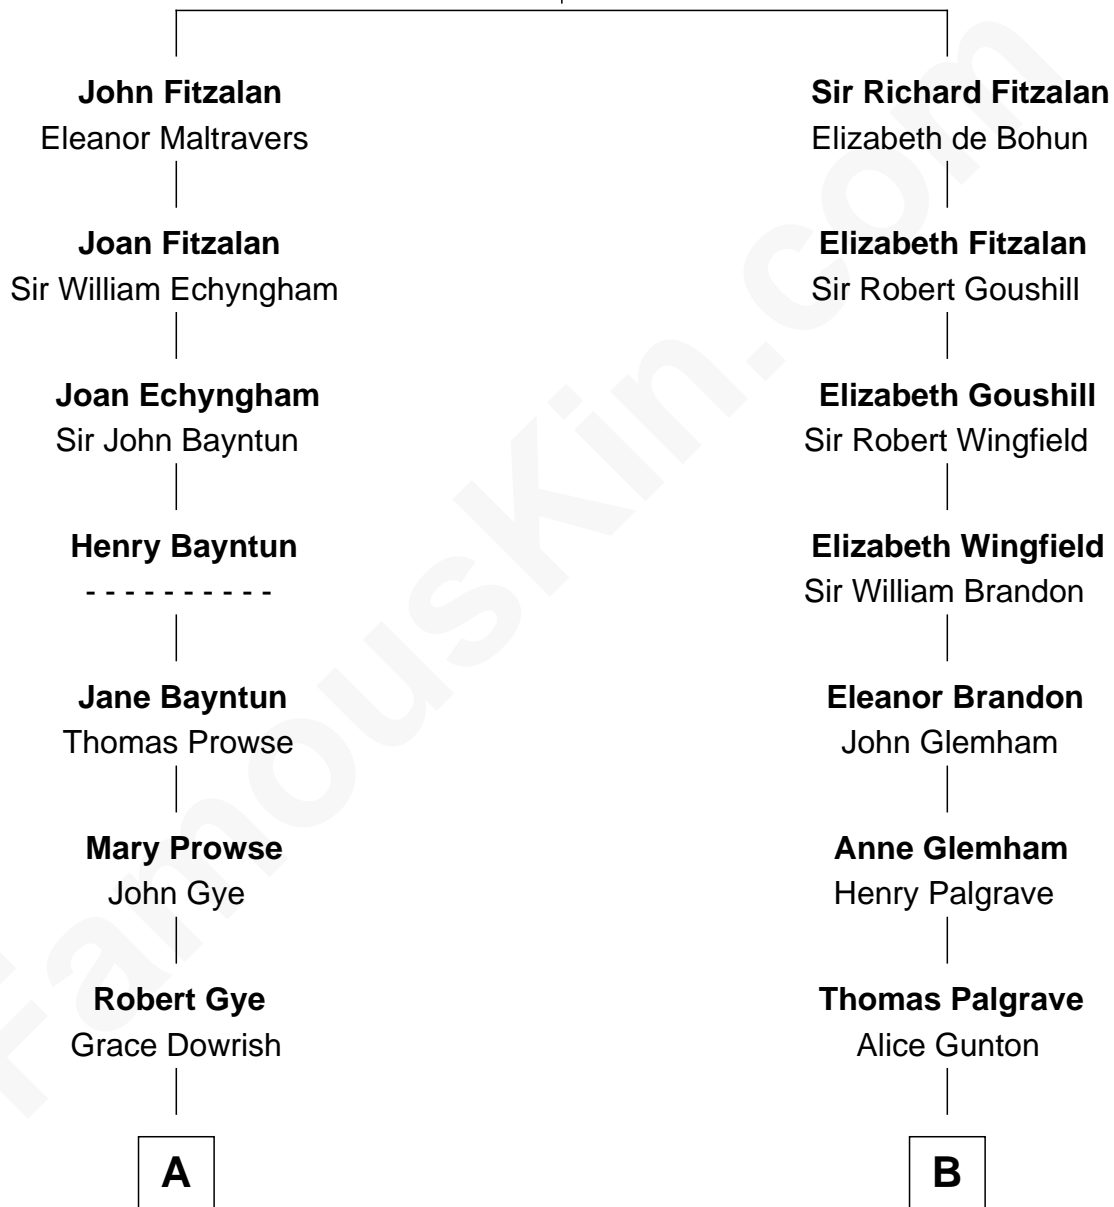 John Fitzalan
Eleanor Maltravers
Joan Fitzalan
Sir William Echyngham
Joan Echyngham
Sir John Bayntun
Henry Bayntun
- - - - - - - - - -
Jane Bayntun
Thomas Prowse
Mary Prowse
John Gye
Robert Gye
Grace Dowrish
A
Sir Richard Fitzalan
Elizabeth de Bohun
Elizabeth Fitzalan
Sir Robert Goushill
Elizabeth Goushill
Sir Robert Wingfield
Elizabeth Wingfield
Sir William Brandon
Eleanor Brandon
John Glemham
Anne Glemham
Henry Palgrave
Thomas Palgrave
Alice Gunton
B
FamousKin.com